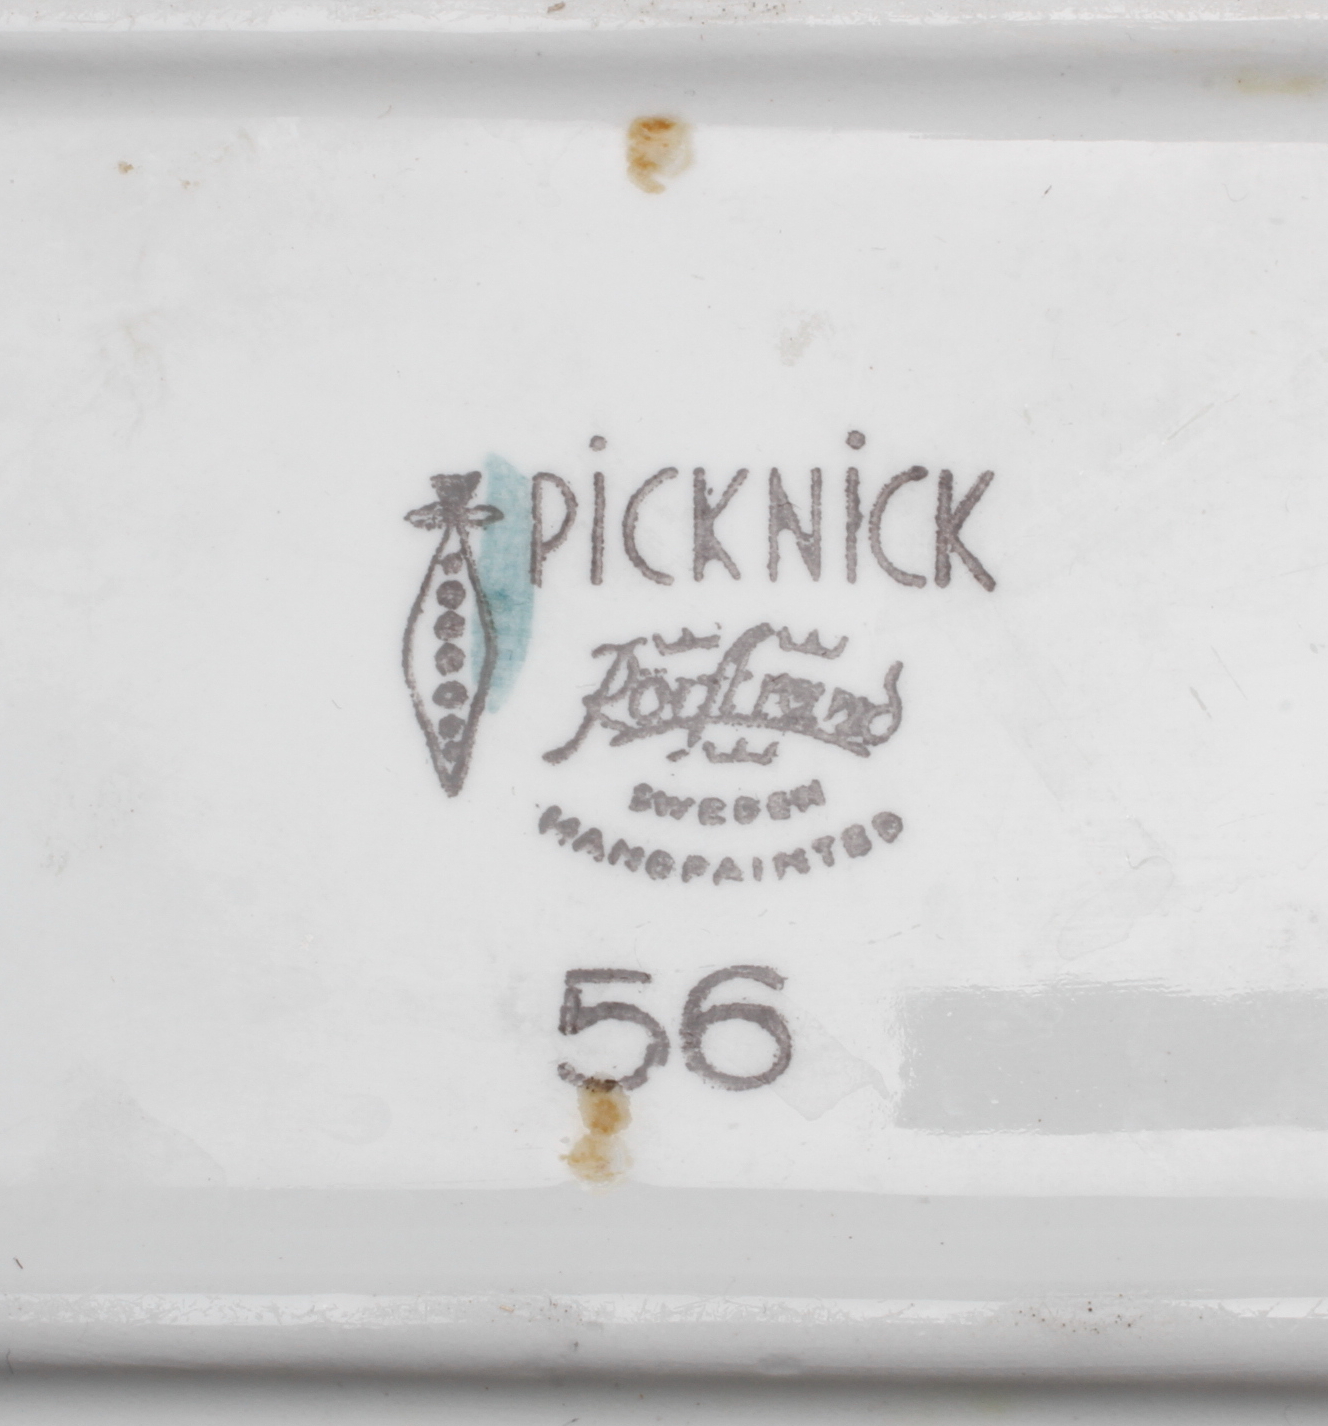 PiCKNiCK
Rörstrand
SWEDEN
HANDPAINTED
56